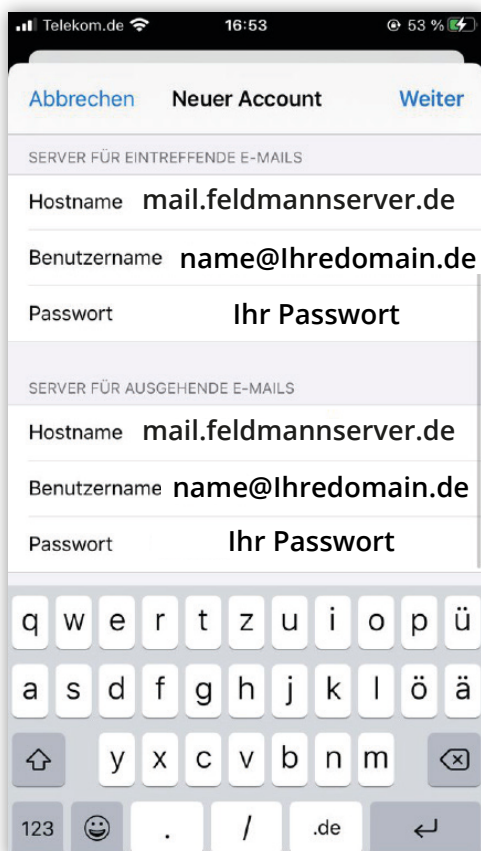 Telekom.de 16:53 53 %
Abbrechen Neuer Account Weiter
SERVER FÜR EINTREFFENDE E-MAILS
Hostname mail.feldmannserver.de
Benutzername name@Ihredomain.de
Passwort Ihr Passwort
SERVER FÜR AUSGEHENDE E-MAILS
Hostname mail.feldmannserver.de
Benutzername name@Ihredomain.de
Passwort Ihr Passwort
q w e r t z u i o p ü
a s d f g h j k l ö ä
y x c v b n m
123 . / .de